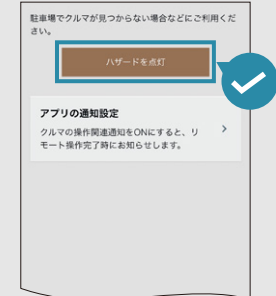 駐車場でクルマが見つからない場合などにご利用くだ
さい。
ハザードを点灯
アプリの通知設定
クルマの操作関連通知をONにすると、リ
モート操作完了時にお知らせします。